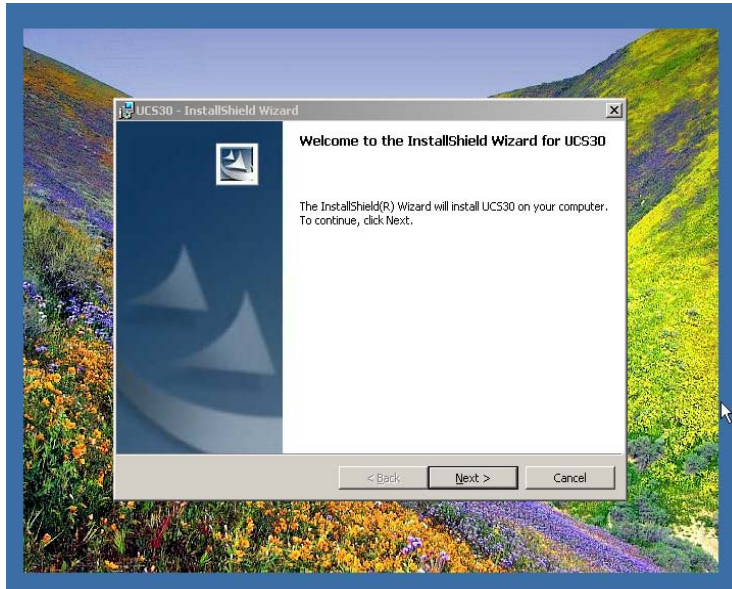 UCS30 - InstallShield Wizard
Welcome to the InstallShield Wizard for UCS30
The InstallShield(R) Wizard will install UCS30 on your computer.
To continue, click Next.
< Back
Next >
Cancel